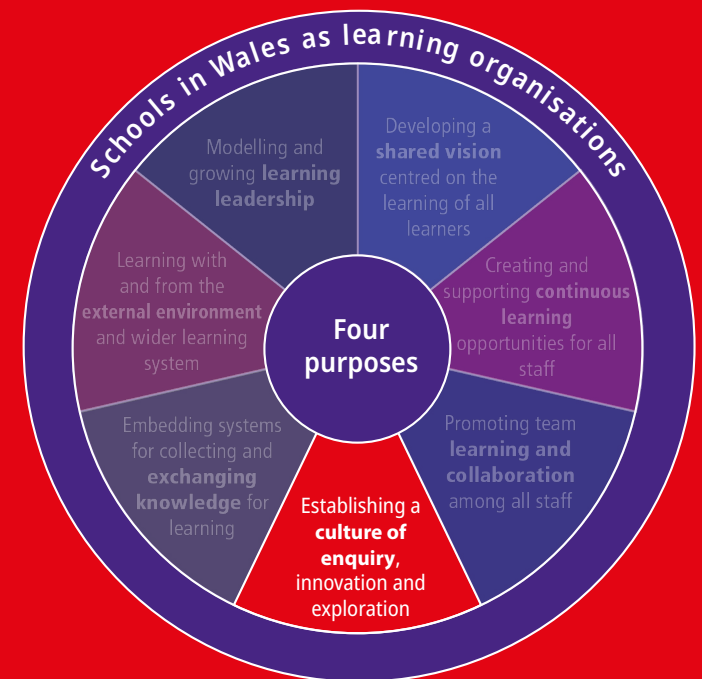 Schools in Wales as learning organisations
Developing a
shared vision
centred on the
learning of all
learners
Creating and
supporting continuous
learning
opportunities for all
staff
Promoting team
learning and
collaboration
among all staff
Establishing a
culture of
enquiry,
innovation and
exploration
Embedding systems
for collecting and
exchanging
knowledge for
learning
Learning with
and from the
external environment
and wider learning
system
Modelling and
growing learning
leadership
Four
purposes